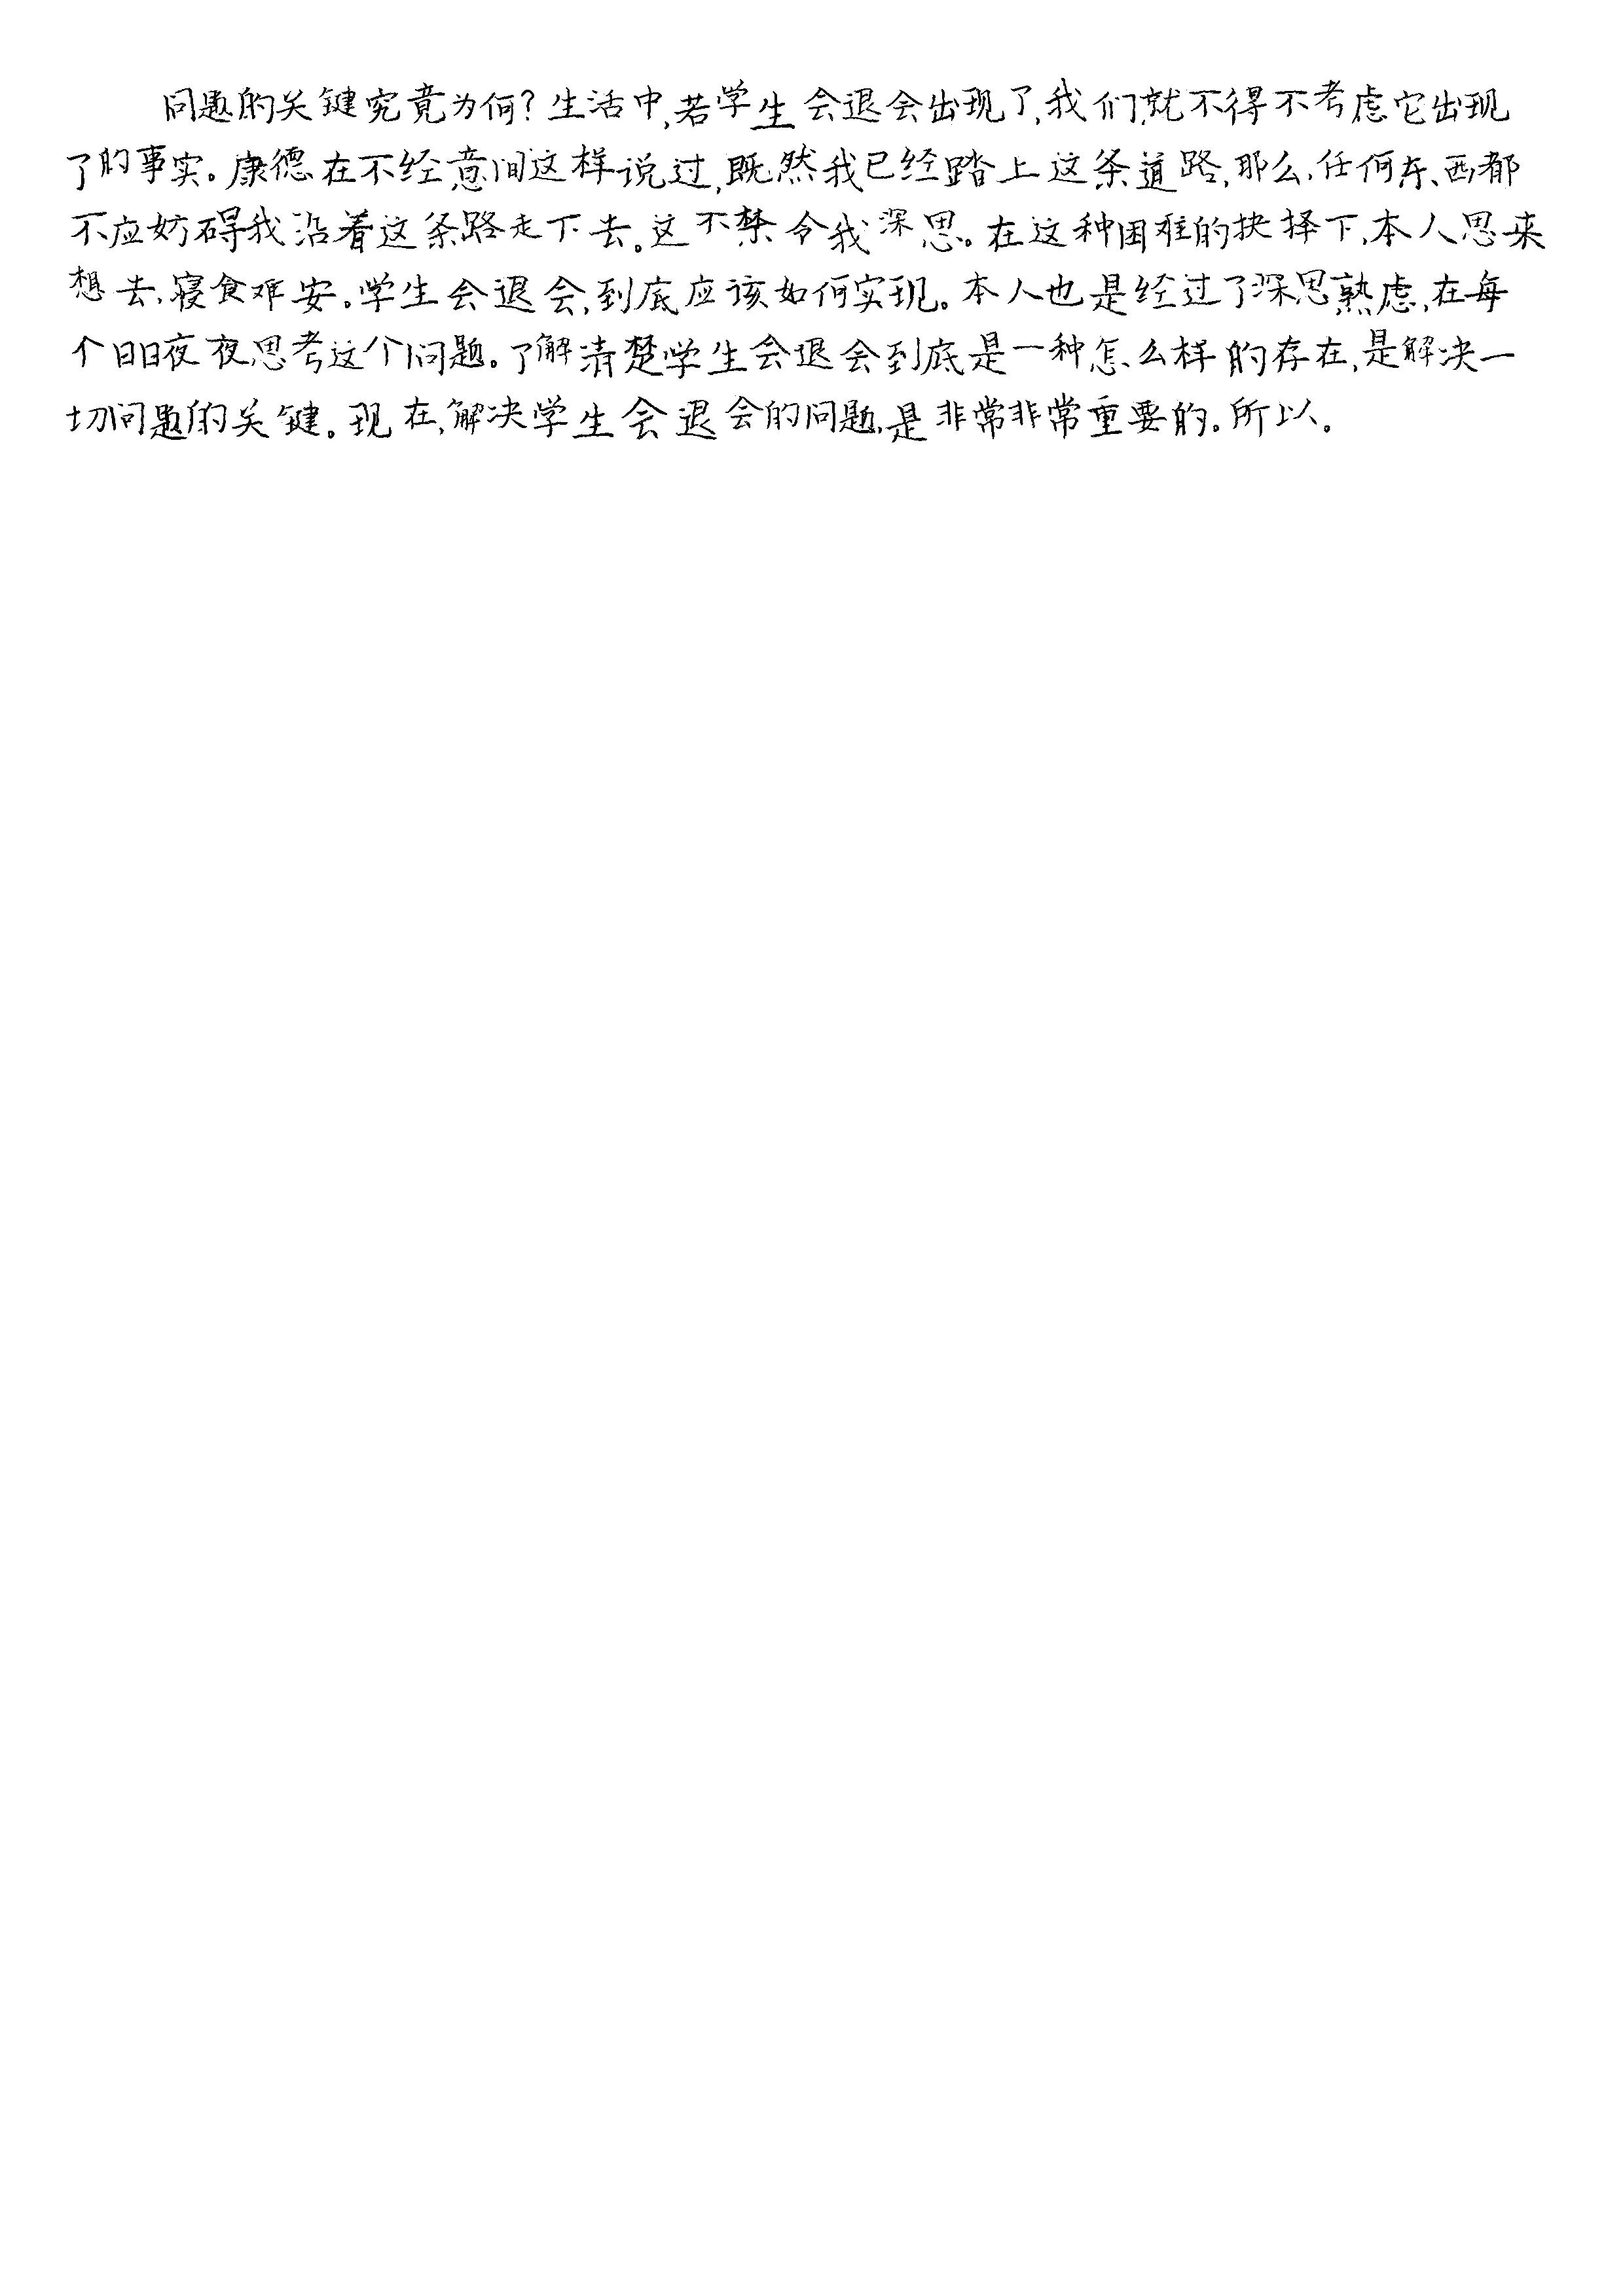 问题的关键究竟为何?生活中,若学生会退会出现了,我们就不得不考虑它出现
了的事实。康德在不经意间这样说过,既然我已经踏上这条道路,那么,任何东西都
不应妨碍我沿着这条路走下去。这不禁令我深思。在这种困难的抉择下,本人思来
想去,寝食难安。学生会退会,到底应该如何实现。本人也是经过了深思熟虑,在每
个日日夜夜思考这个问题。了解清楚学生会退会到底是一种怎么样的存在,是解决一
切问题的关键。现在,解决学生会退会的问题,是非常非常重要的。所以。